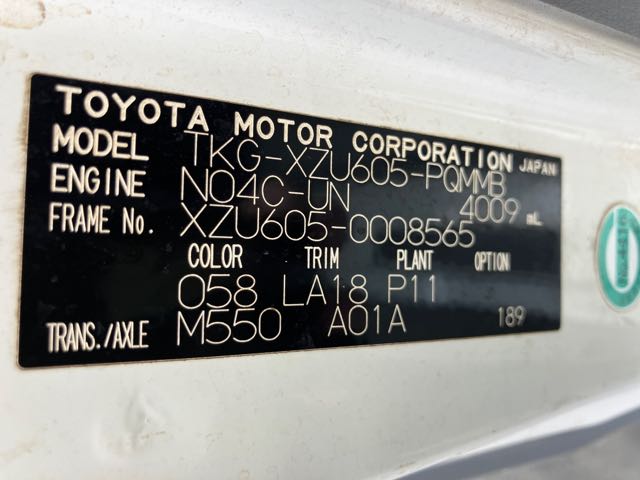 TOYOTA MOTOR CORPORATION JAPAN
MODEL TKG-XZU605-PQMMB
ENGINE N04C-UN 4009 mL
FRAME No. XZU605-0008565
COLOR TRIM PLANT OPTION
058 LA18 P11
TRANS./AXLE M550 A01A 189